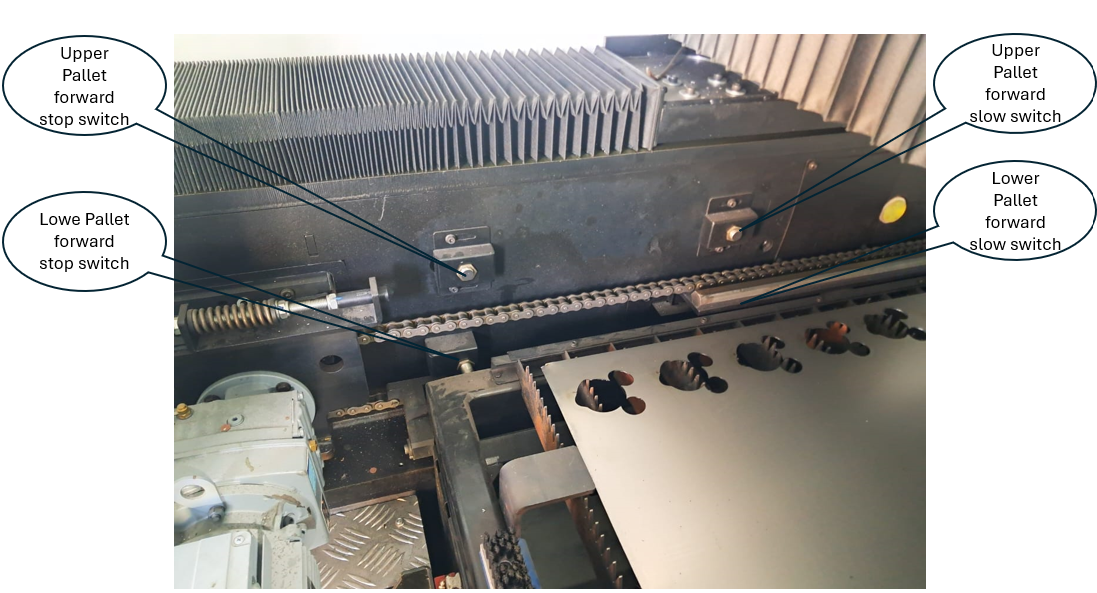 Upper
Pallet
forward
stop switch
Lowe Pallet
forward
stop switch
Upper
Pallet
forward
slow switch
Lower
Pallet
forward
slow switch